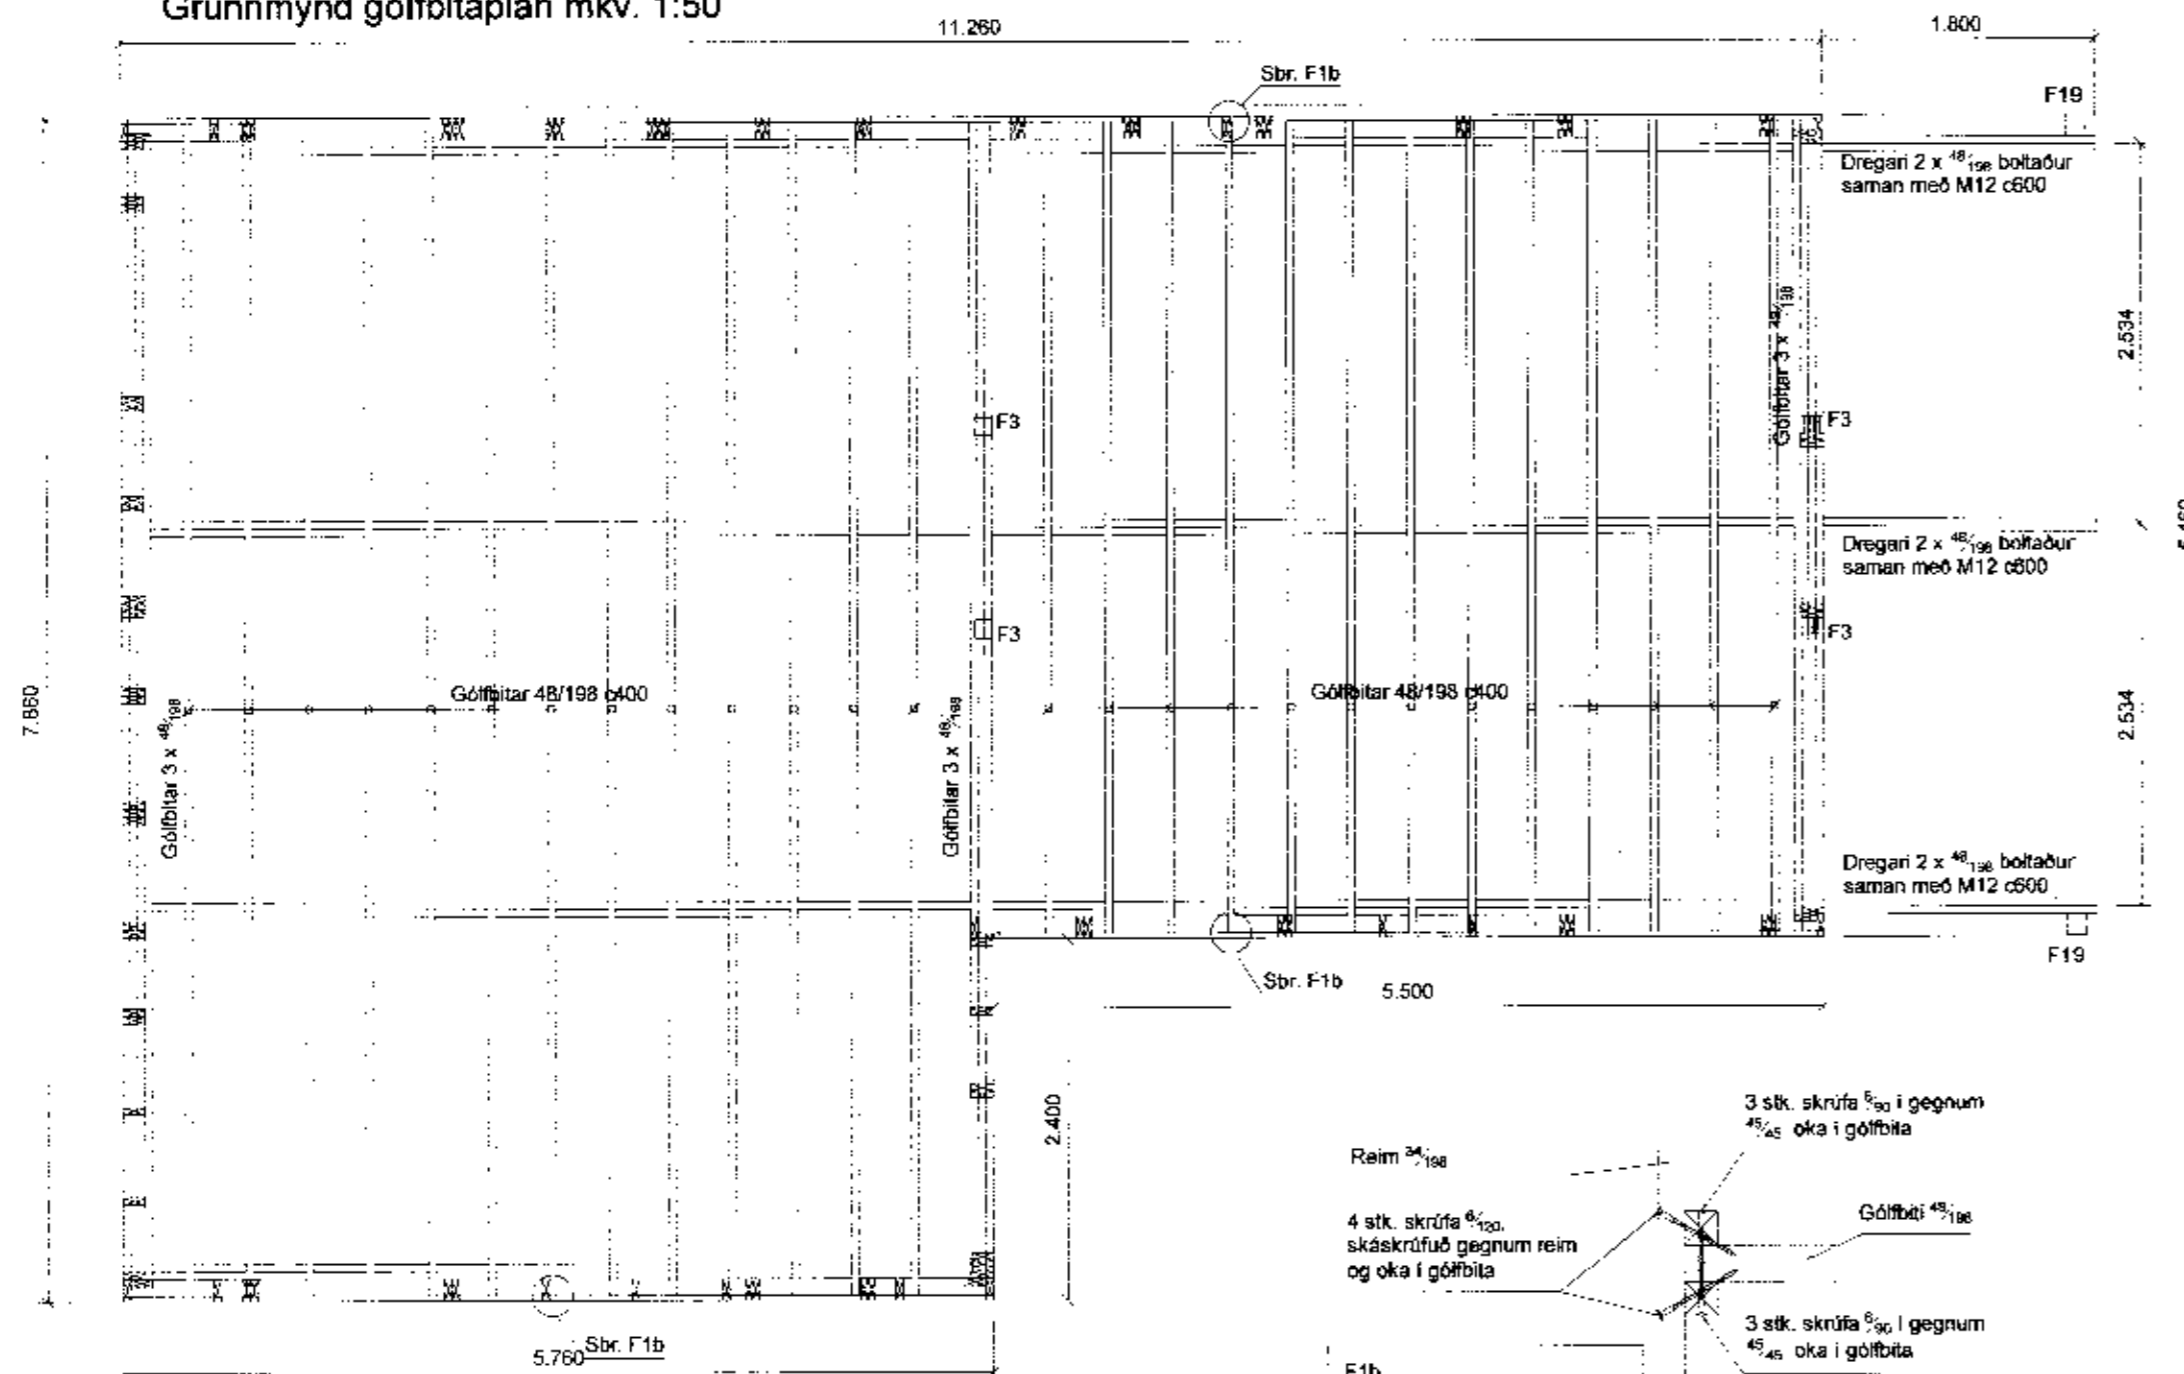 Grunnmynd gólfbitaplan mkv. 1:50
11.260
1.800
Sbr. F1b
F19
Dregari 2 x 48/198 boltaður
saman með M12 c600
2.534
Gólfbitar 3 x 48/198
F3
F3
Dregari 2 x 48/198 boltaður
saman með M12 c600
F3
F3
7.860
Gólfbitar 48/198 c400
Gólfbitar 48/198 c400
2.534
Gólfbitar 3 x 48/198
Gólfbitar 3 x 48/198
Dregari 2 x 48/198 boltaður
saman með M12 c600
F19
Sbr. F1b
5.500
2.400
3 stk. skrúfa 6/90 í gegnum
45/45 oka í gólfbita
Reim 34/198
Gólfbiti 48/198
4 stk. skrúfa 6/120,
skáskrúfuð gegnum reim
og oka í gólfbita
3 stk. skrúfa 6/90 í gegnum
45/45 oka í gólfbita
Sbr. F1b
5.760
F1b